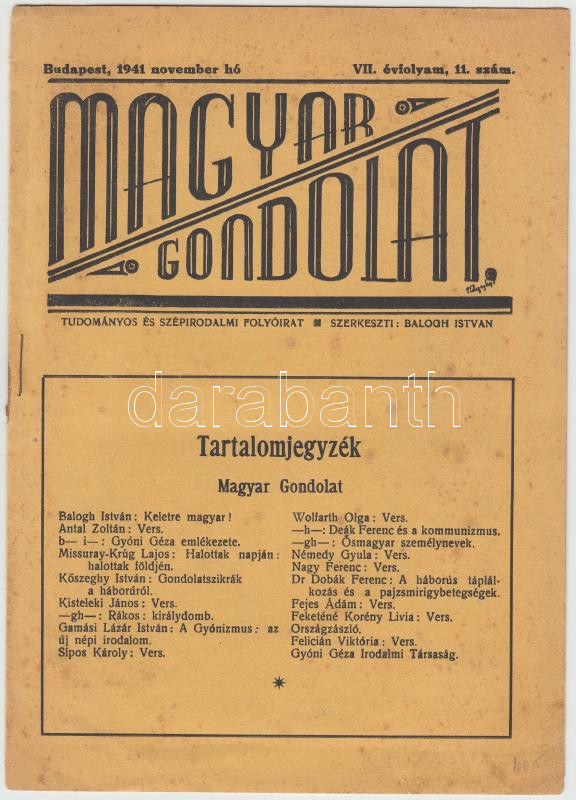 Budapest, 1941 november hó
VII. évfolyam, 11. szám.
MAGYAR
GONDOLAT
TUDOMÁNYOS ÉS SZÉPIRODALMI FOLYÓIRAT ■ SZERKESZTI: BALOGH ISTVAN
darabanth
Tartalomjegyzék
Magyar Gondolat
Balogh István: Keletre magyar!
Antal Zoltán: Vers.
b— i—: Gyóni Géza emlékezete.
Missuray-Krúg Lajos: Halottak napján:
halottak földjén.
Kőszeghy István: Gondolatszikrák
a háborúról.
Kisteleki János: Vers.
—gh—: Rákos: királydomb.
Gamási Lázár István: A Gyónizmus: az
új népi irodalom.
Sipos Károly: Vers.
Wolfarth Olga: Vers.
—h—: Deák Ferenc és a kommunizmus.
—gh—: Ősmagyar személynevek.
Némedy Gyula: Vers.
Nagy Ferenc: Vers.
Dr Dobák Ferenc: A háborús táplál-
kozás és a pajzsmirigybetegségek.
Fejes Ádám: Vers.
Feketéné Korény Livia: Vers.
Országzászló.
Felicián Viktória: Vers.
Gyóni Géza Irodalmi Társaság.